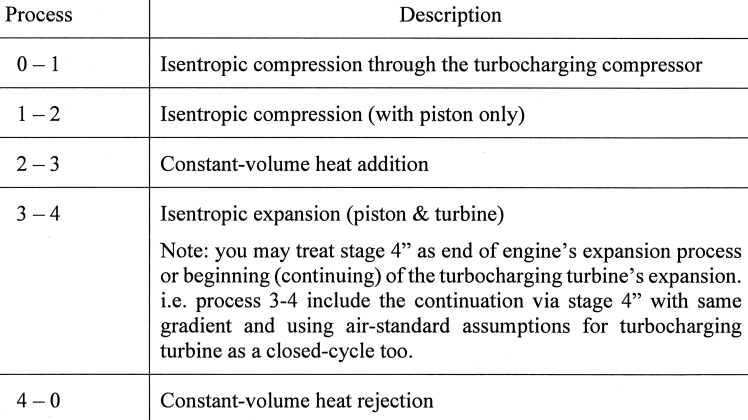 Process Description
0 – 1 Isentropic compression through the turbocharging compressor
1 – 2 Isentropic compression (with piston only)
2 – 3 Constant-volume heat addition
3 – 4 Isentropic expansion (piston & turbine)
Note: you may treat stage 4” as end of engine’s expansion process
or beginning (continuing) of the turbocharging turbine’s expansion.
i.e. process 3-4 include the continuation via stage 4” with same
gradient and using air-standard assumptions for turbocharging
turbine as a closed-cycle too.
4 – 0 Constant-volume heat rejection